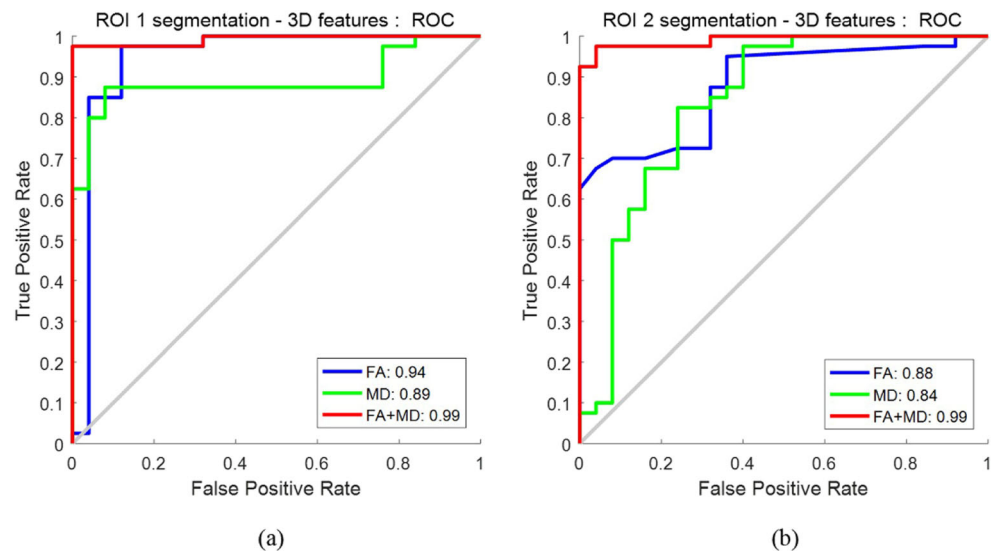 ROI 1 segmentation - 3D features : ROC
1
0.9
0.8
0.7
0.6
0.5
0.4
0.3
0.2
0.1
0
True Positive Rate
0 0.2 0.4 0.6 0.8 1
False Positive Rate
FA: 0.94
MD: 0.89
FA+MD: 0.99
(a)
ROI 2 segmentation - 3D features : ROC
1
0.9
0.8
0.7
0.6
0.5
0.4
0.3
0.2
0.1
0
True Positive Rate
0 0.2 0.4 0.6 0.8 1
False Positive Rate
FA: 0.88
MD: 0.84
FA+MD: 0.99
(b)